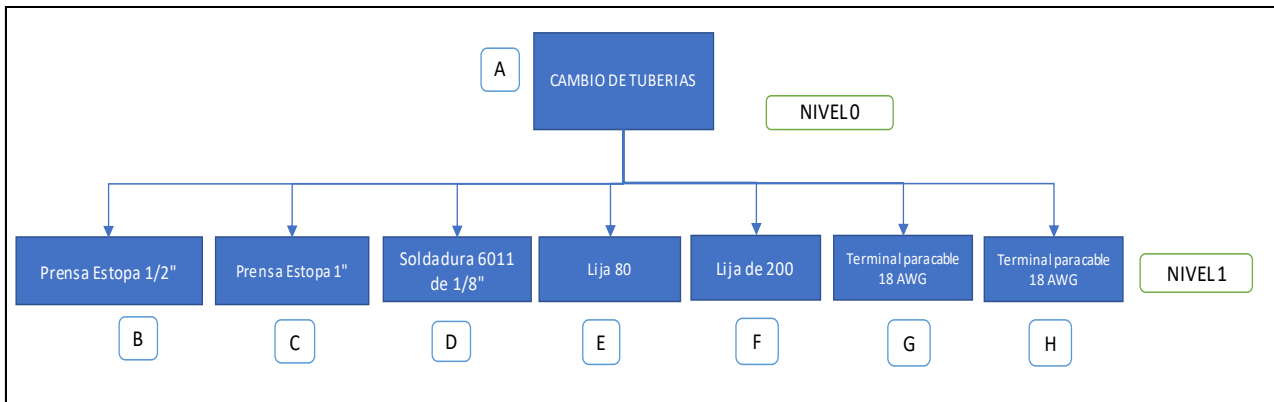 A
CAMBIO DE TUBERIAS
NIVEL 0
Prensa Estopa 1/2"
Prensa Estopa 1"
Soldadura 6011
de 1/8"
Lija 80
Lija de 200
Terminal para cable
18 AWG
Terminal para cable
18 AWG
NIVEL 1
B
C
D
E
F
G
H